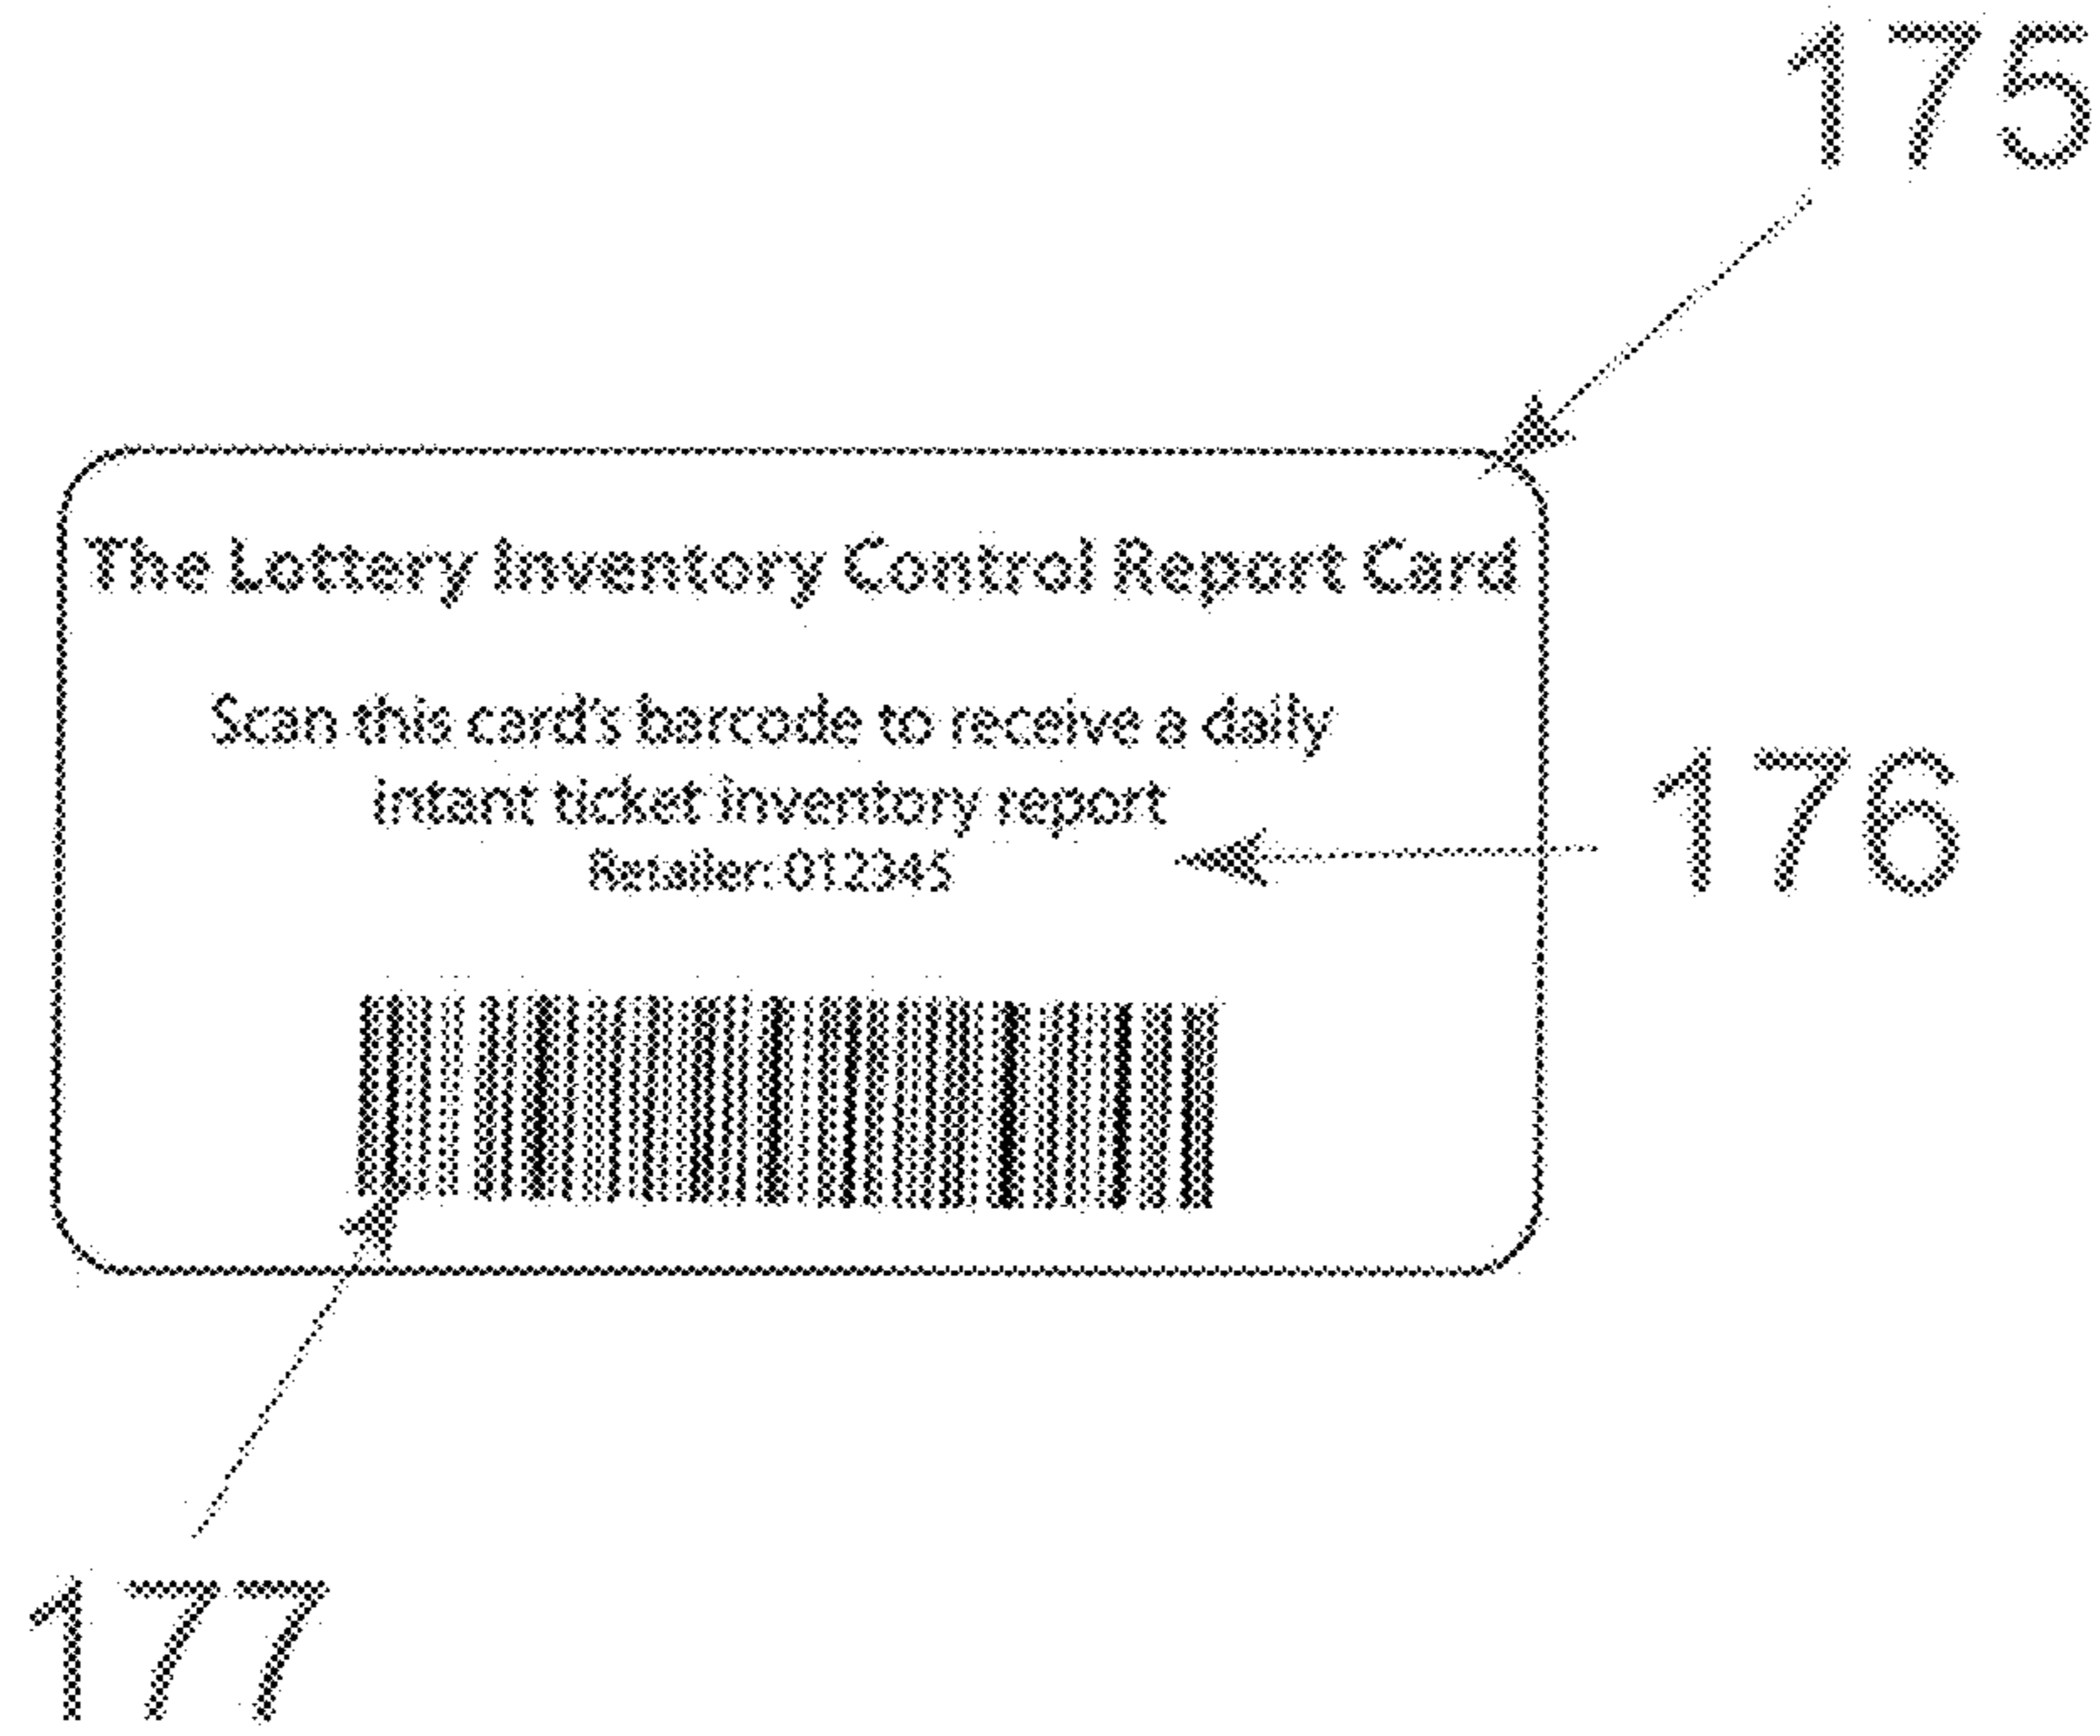 175
The Lottery Inventory Control Report Card
Scan this card's barcode to receive a daily
intant ticket inventory report
176
Retailer: 012345
177